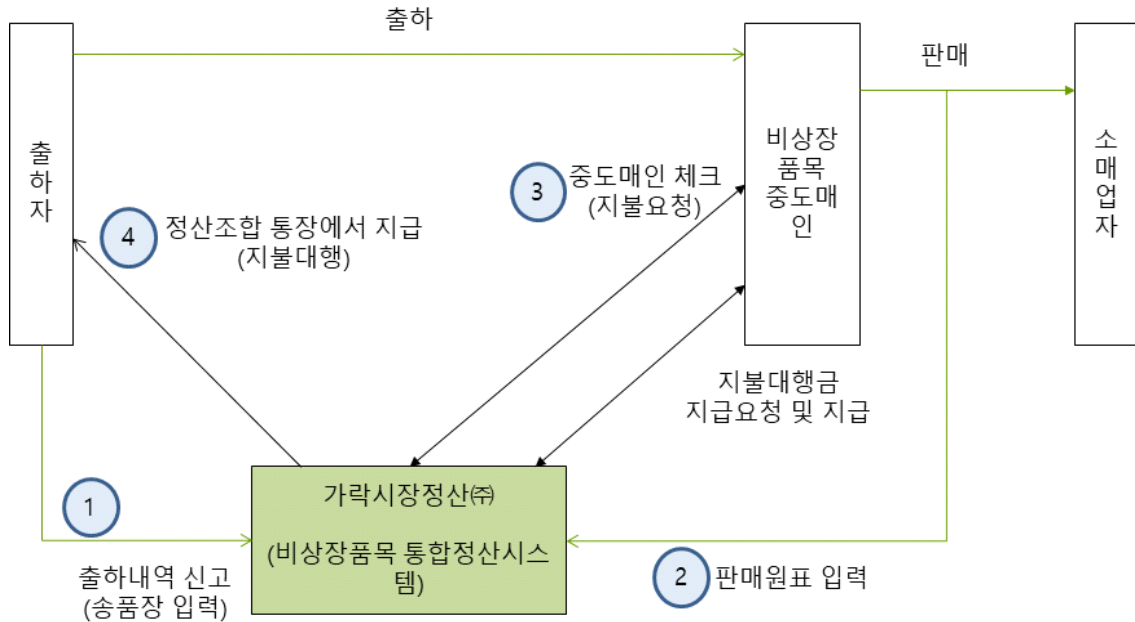 출하
판매
출
하
자
비상장
품목
중도매
인
소
매
업
자
3
중도매인 체크
(지불요청)
4
정산조합 통장에서 지급
(지불대행)
지불대행금
지급요청 및 지급
1
가락시장정산㈜
(비상장품목 통합정산시스
템)
출하내역 신고
(송품장 입력)
2
판매원표 입력